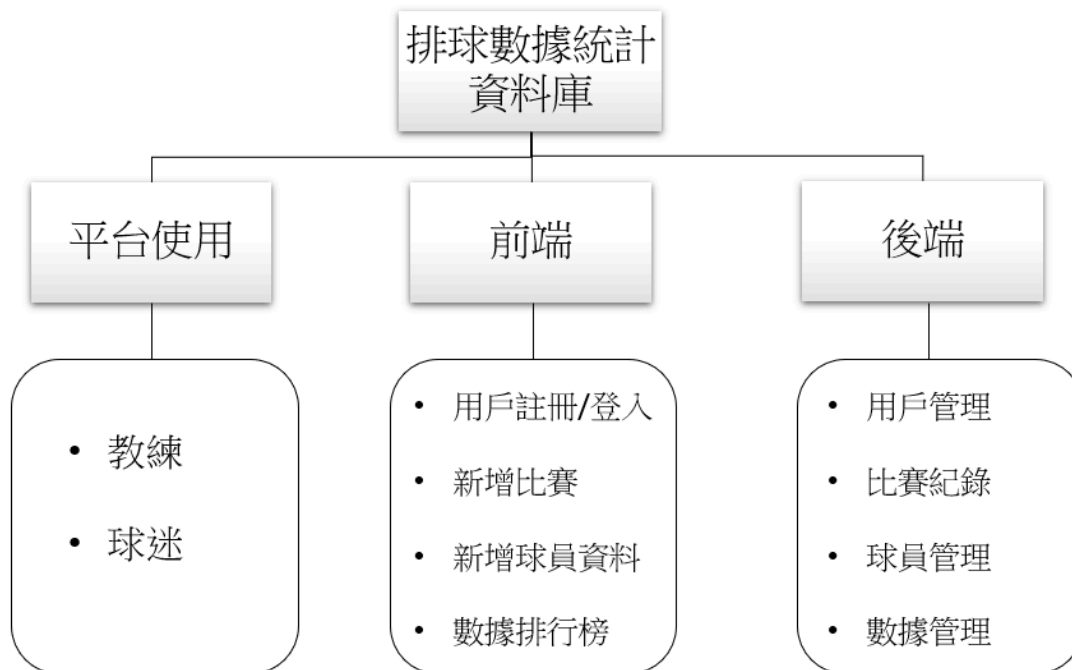 排球數據統計
資料庫
平台使用
前端
後端
• 教練
• 球迷
• 用戶註冊/登入
• 新增比賽
• 新增球員資料
• 數據排行榜
• 用戶管理
• 比賽紀錄
• 球員管理
• 數據管理